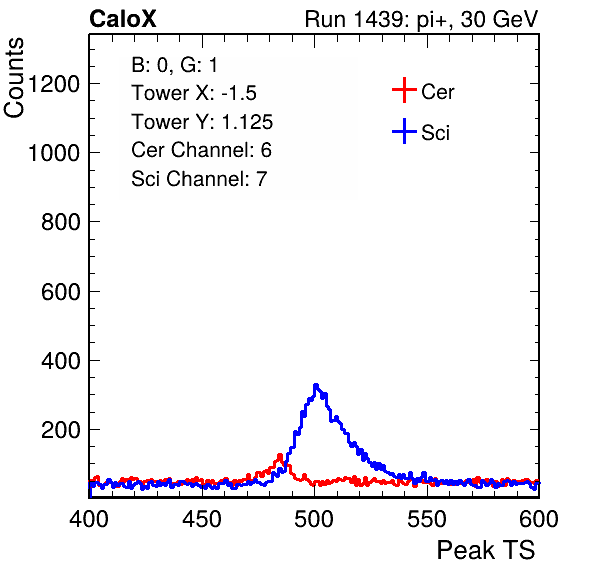 CaloX Run 1439: pi+, 30 GeV
Counts
B: 0, G: 1
Tower X: -1.5
Tower Y: 1.125
Cer Channel: 6
Sci Channel: 7
Cer
Sci
1200
1000
800
600
400
200
400 450 500 550 600
Peak TS